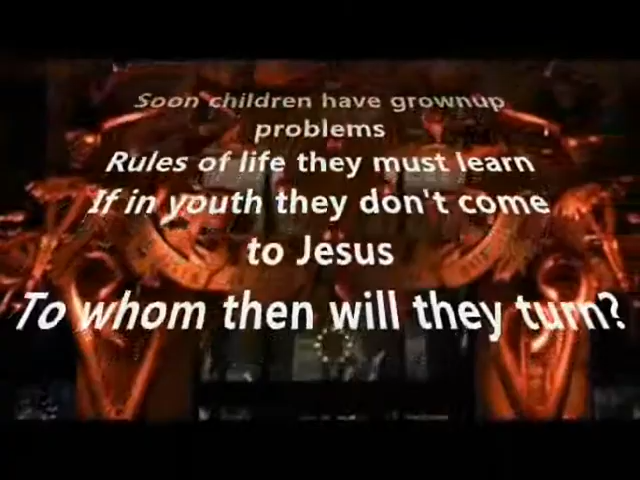 Soon children have grownup
problems
Rules of life they must learn
If in youth they don't come
to Jesus
To whom then will they turn?